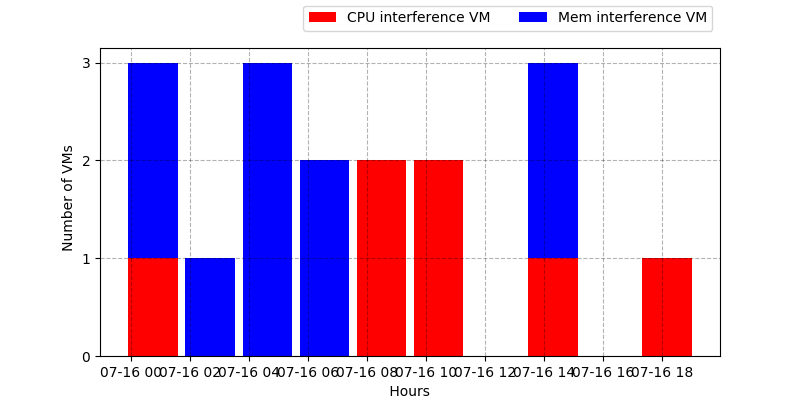 CPU interference VM Mem interference VM
3
2
1
0
Number of VMs
07-16 00 07-16 02 07-16 04 07-16 06 07-16 08 07-16 10 07-16 12 07-16 14 07-16 16 07-16 18
Hours